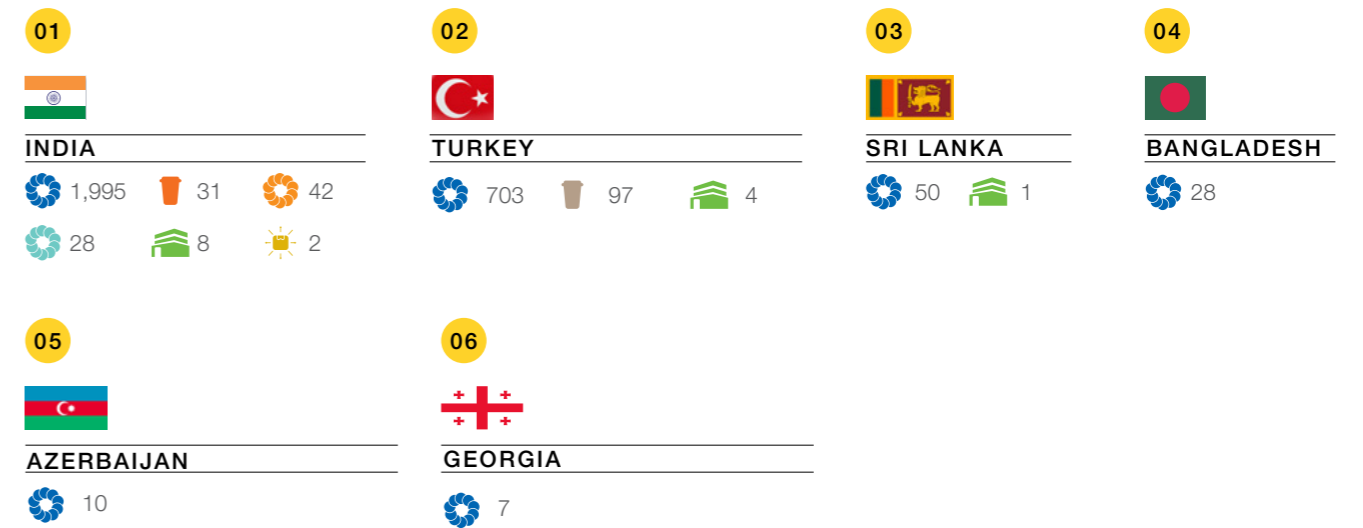 01
02
03
04
INDIA
TURKEY
SRI LANKA
BANGLADESH
1,995 31 42
703 97 4
50 1
28
28 8 2
05
06
AZERBAIJAN
GEORGIA
10
7